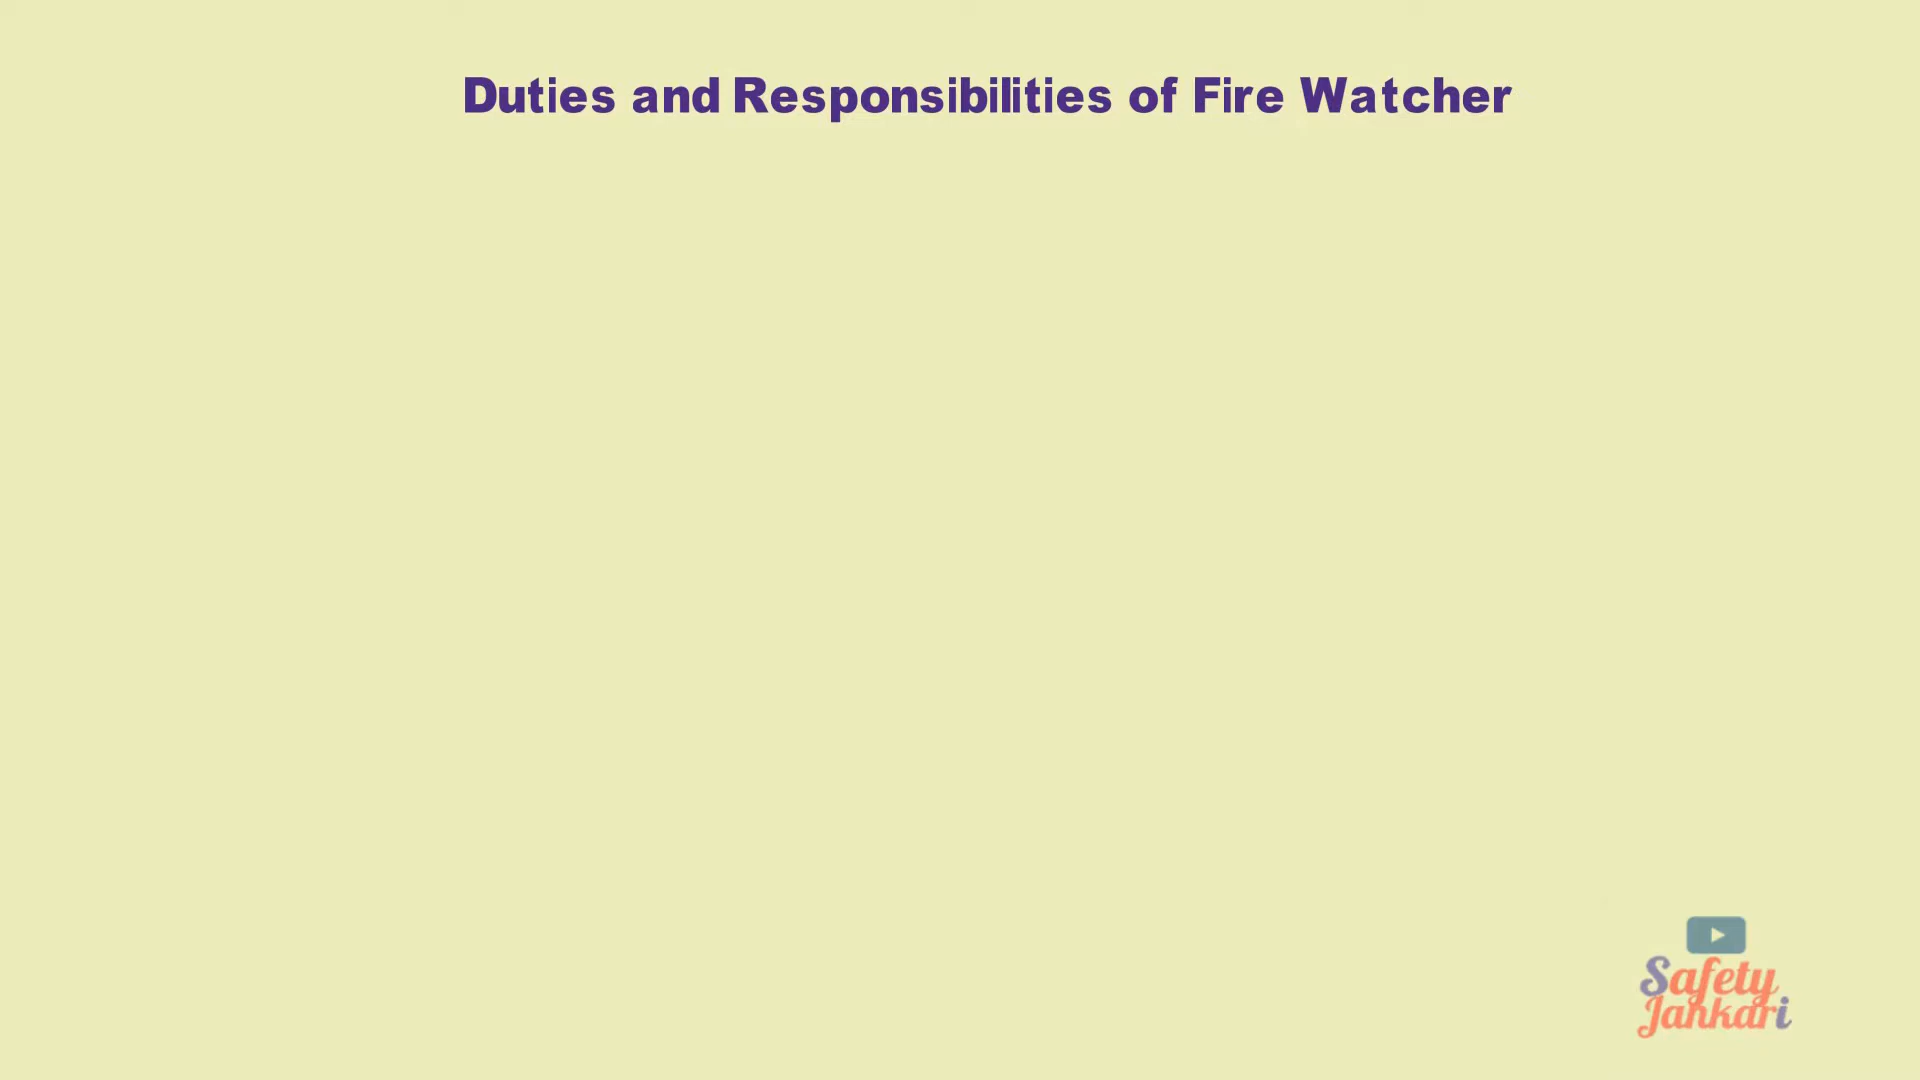 Duties and Responsibilities of Fire Watcher
Safety
Jankari